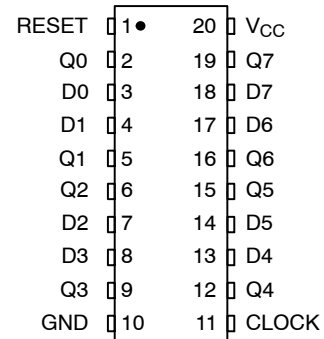 RESET 1● 20 VCC
Q0 2 19 Q7
D0 3 18 D7
D1 4 17 D6
Q1 5 16 Q6
Q2 6 15 Q5
D2 7 14 D5
D3 8 13 D4
Q3 9 12 Q4
GND 10 11 CLOCK